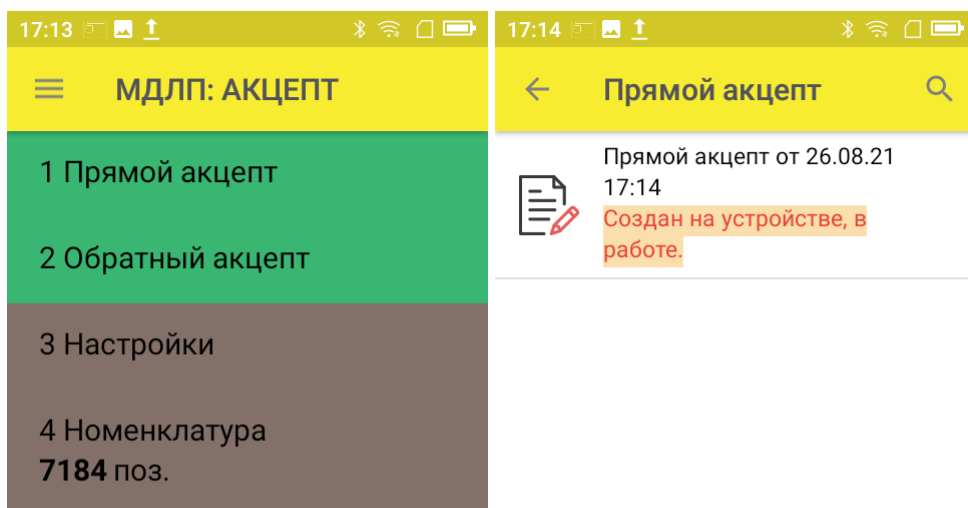 17:13
МДЛП: АКЦЕПТ
1 Прямой акцепт
2 Обратный акцепт
3 Настройки
4 Номенклатура
7184 поз.
17:14
Прямой акцепт
Прямой акцепт от 26.08.21
17:14
Создан на устройстве, в
работе.